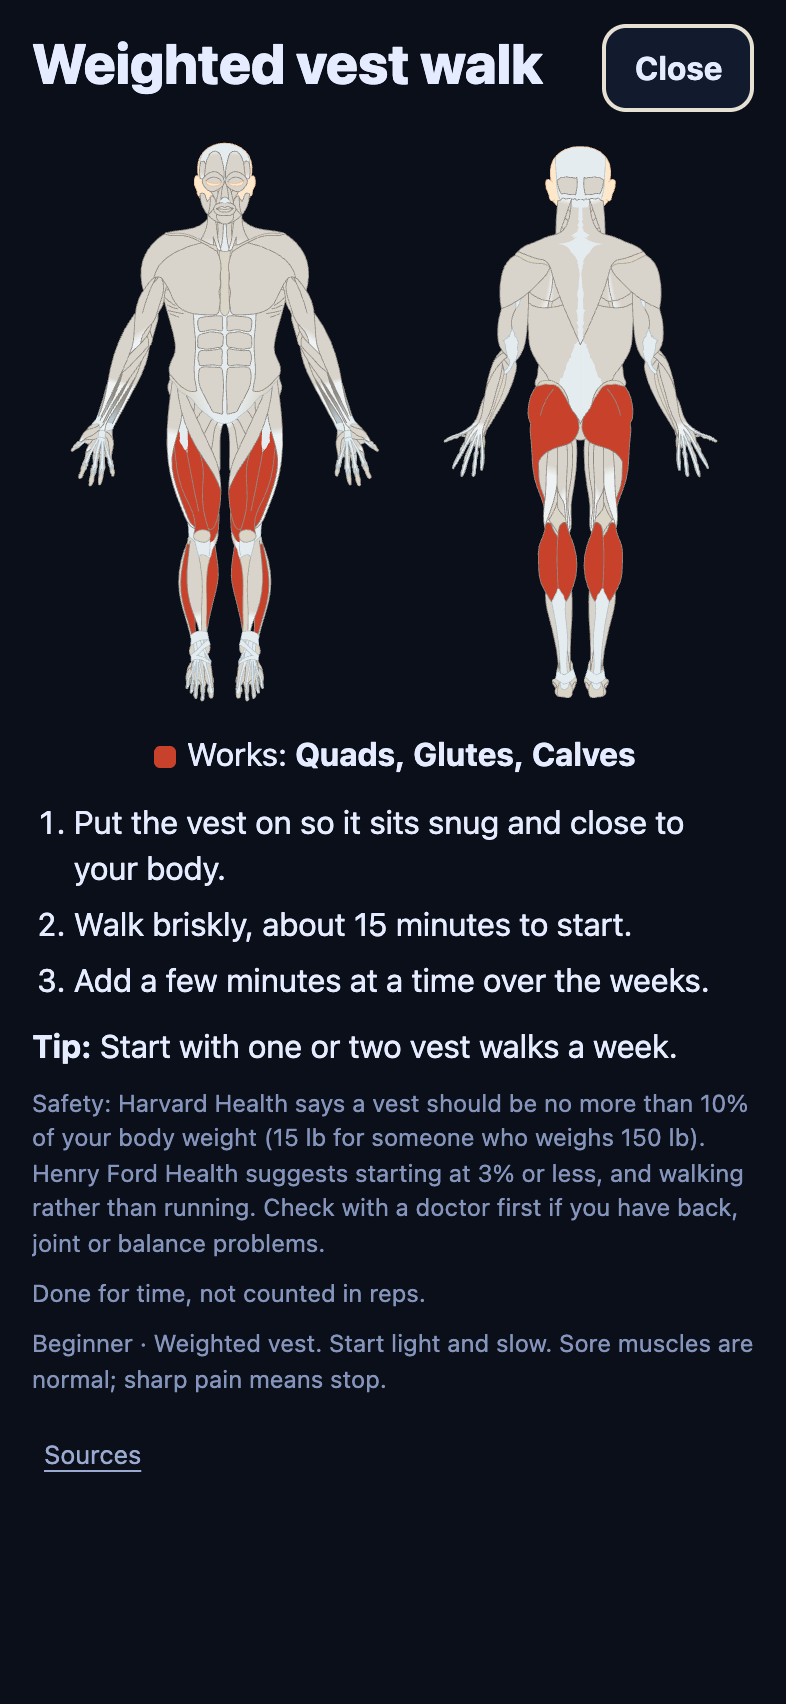 Weighted vest walk
Close
Works: Quads, Glutes, Calves
1. Put the vest on so it sits snug and close to
your body.
2. Walk briskly, about 15 minutes to start.
3. Add a few minutes at a time over the weeks.
Tip: Start with one or two vest walks a week.
Safety: Harvard Health says a vest should be no more than 10%
of your body weight (15 lb for someone who weighs 150 lb).
Henry Ford Health suggests starting at 3% or less, and walking
rather than running. Check with a doctor first if you have back,
joint or balance problems.
Done for time, not counted in reps.
Beginner · Weighted vest. Start light and slow. Sore muscles are
normal; sharp pain means stop.
Sources